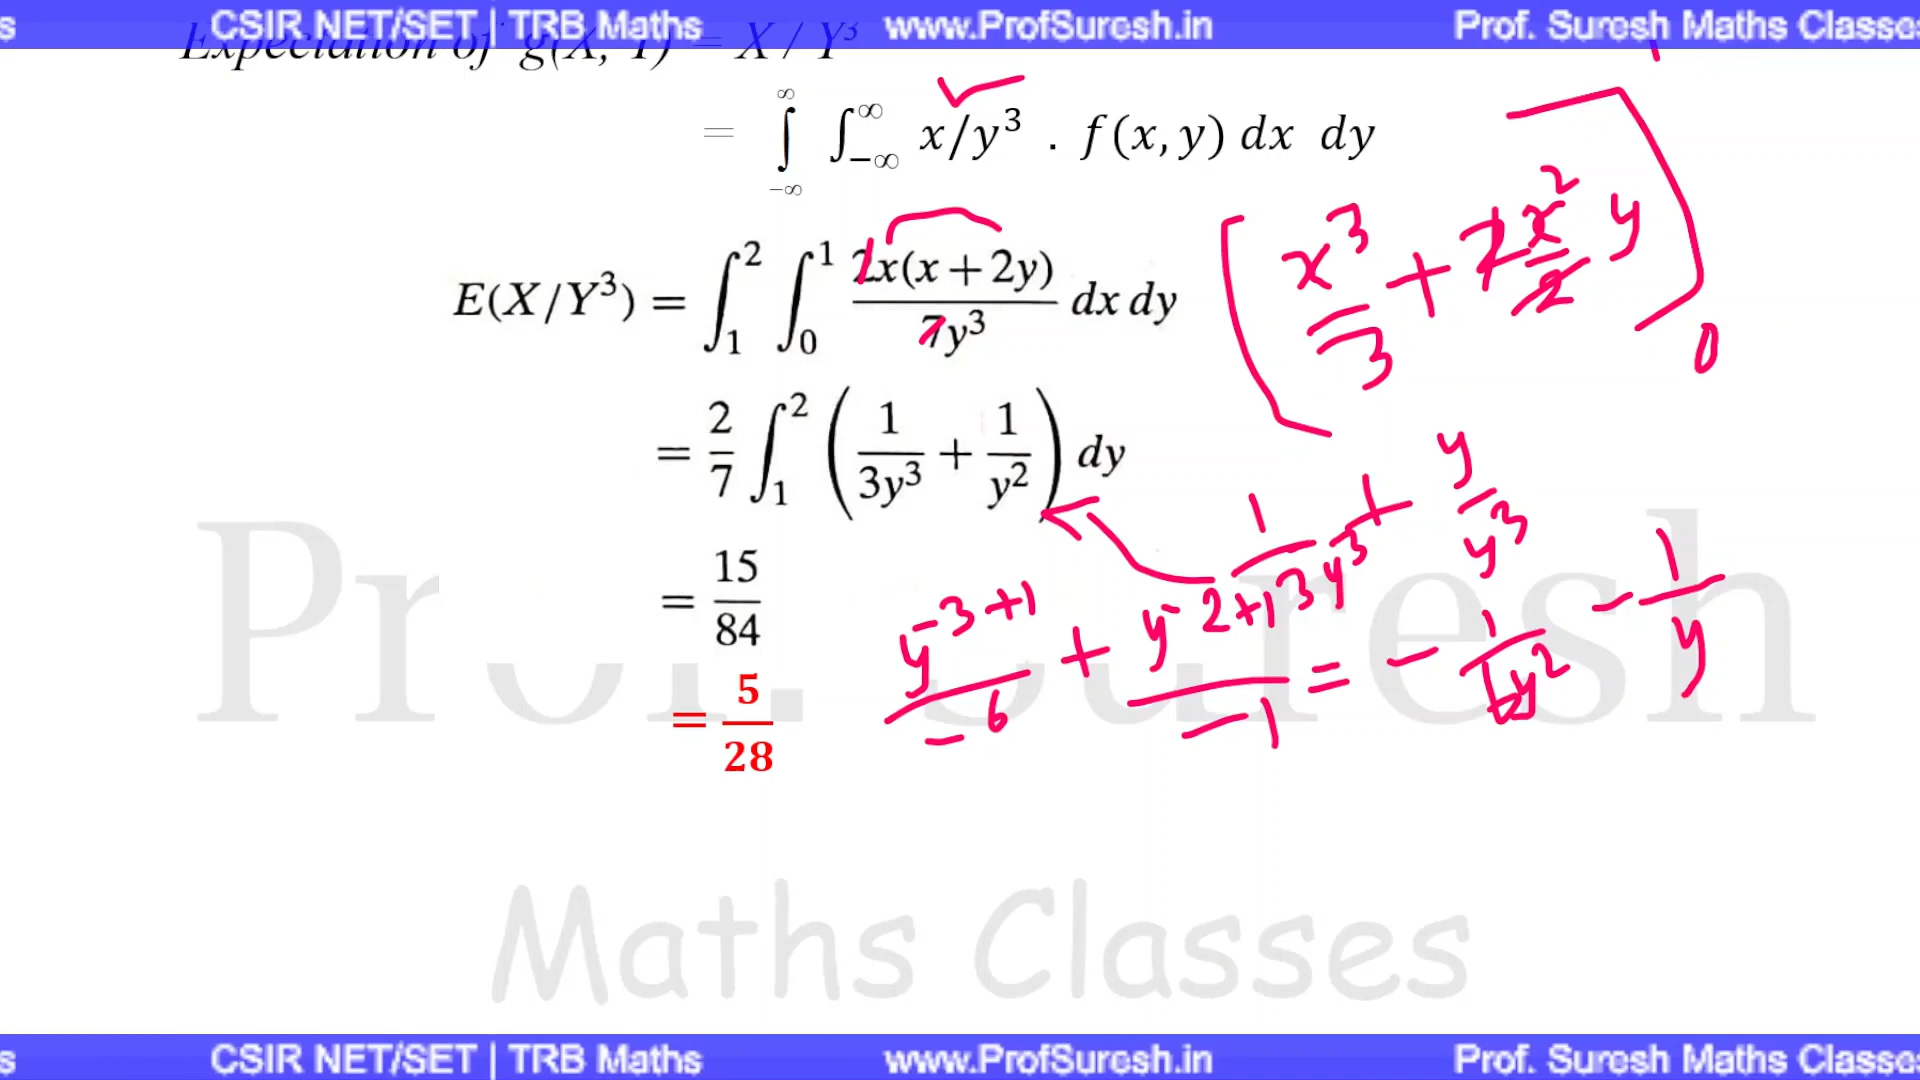 s CSIR NET/SET | TRB Maths www.ProfSuresh.in Prof. Suresh Maths Classe
Expectation of g(X, Y) = X / Y³
= ∫_{-∞}^{∞} ∫_{-∞}^{∞} x/y³ . f(x, y) dx dy
E(X/Y³) = ∫_1^2 ∫_0^1 2x(x + 2y) / 7y³ dx dy
[x³/3 + 2x²/2 y]_0
= 2/7 ∫_1^2 (1/3y³ + 1/y²) dy
1/3y³ + y/y³
= 15/84
y^{-3+1}/-6 + y^{-2+1}/-1 = -1/6y² - 1/y
= 5/28
Prof. Suresh
Maths Classes
s CSIR NET/SET | TRB Maths www.ProfSuresh.in Prof. Suresh Maths Classe